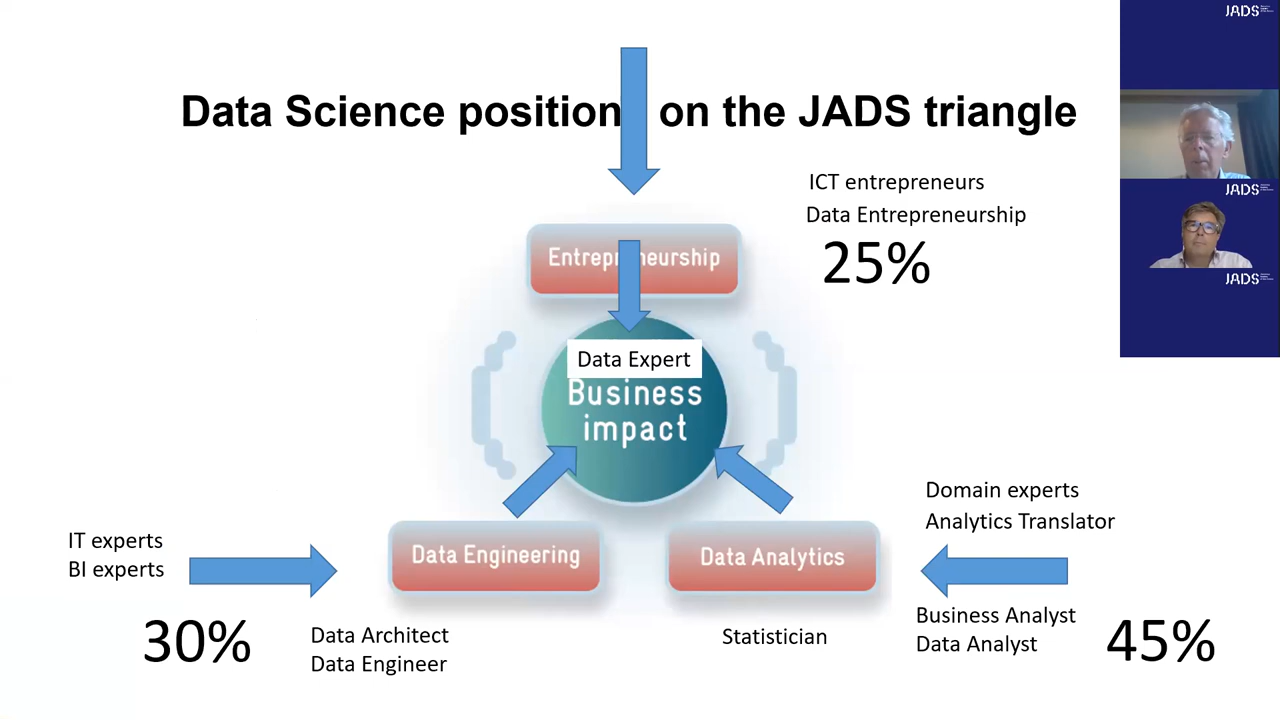 Data Science position on the JADS triangle
JADS
JADS
JADS
ICT entrepreneurs
Data Entrepreneurship
25%
Entrepreneurship
Data Expert
Business
impact
Domain experts
Analytics Translator
IT experts
BI experts
Data Engineering
Data Analytics
Business Analyst
Data Analyst
45%
30%
Data Architect
Data Engineer
Statistician